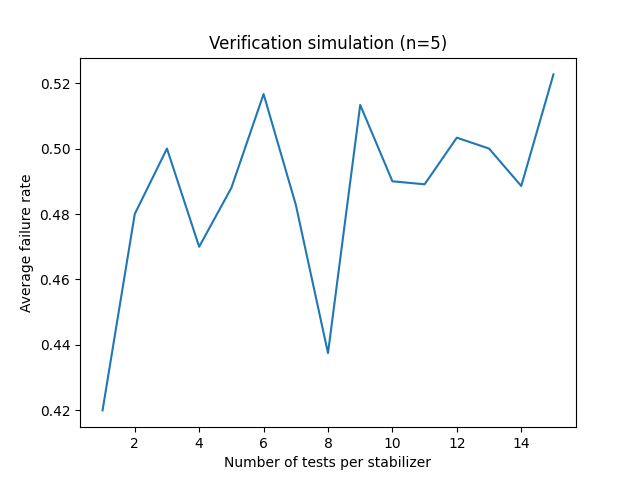 Verification simulation (n=5)
0.52
0.50
0.48
0.46
0.44
0.42
Average failure rate
2 4 6 8 10 12 14
Number of tests per stabilizer